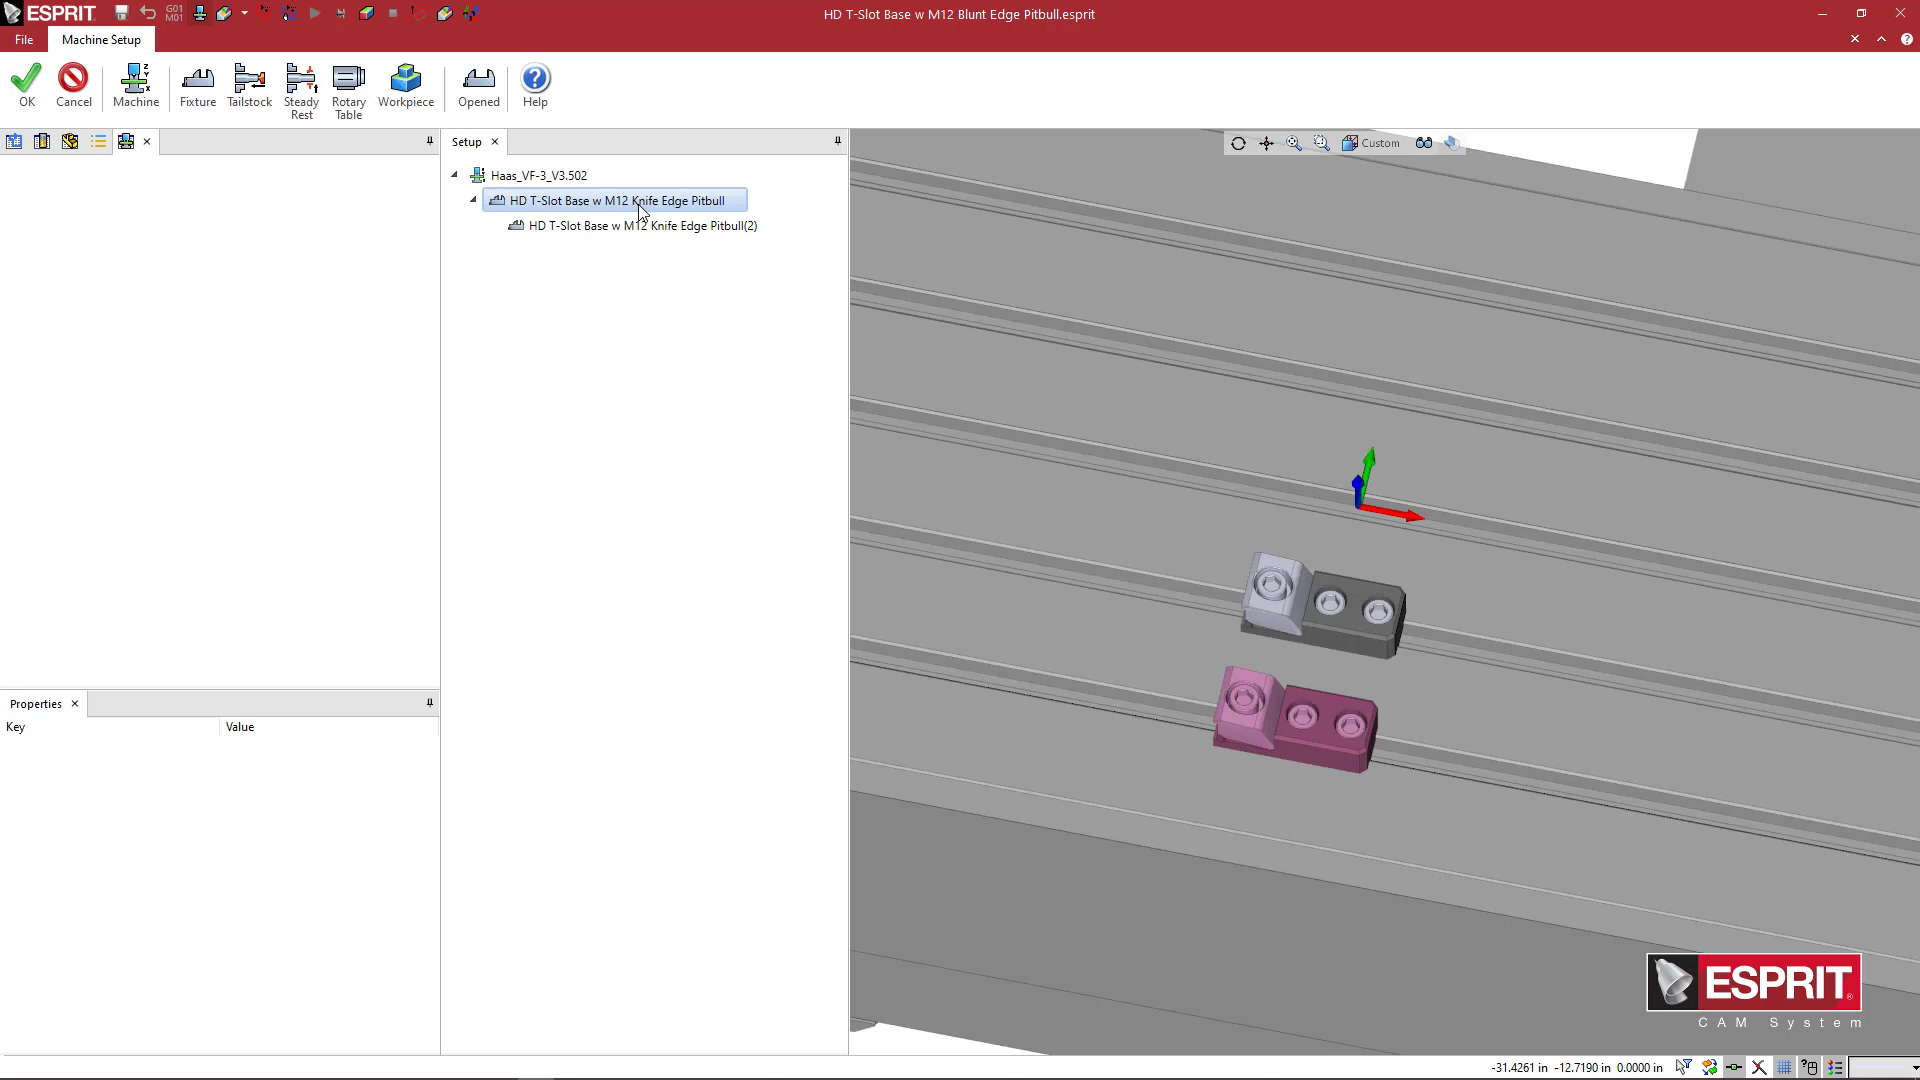 ESPRIT
G01
M01
HD T-Slot Base w M12 Blunt Edge Pitbull.esprit
File
Machine Setup
OK
Cancel
Machine
Fixture
Tailstock
Steady
Rest
Rotary
Table
Workpiece
Opened
Help
Setup
Custom
Haas_VF-3_V3.502
HD T-Slot Base w M12 Knife Edge Pitbull
HD T-Slot Base w M12 Knife Edge Pitbull(2)
Properties
Key
Value
ESPRIT
CAM System
-31.4261 in -12.7190 in 0.0000 in